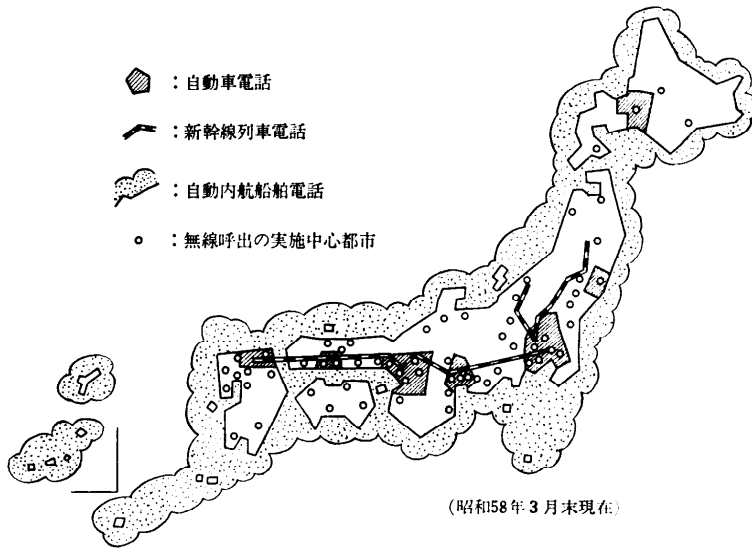 ：自動車電話
：新幹線列車電話
：自動内航船舶電話
：無線呼出の実施中心都市
(昭和58年3月末現在)